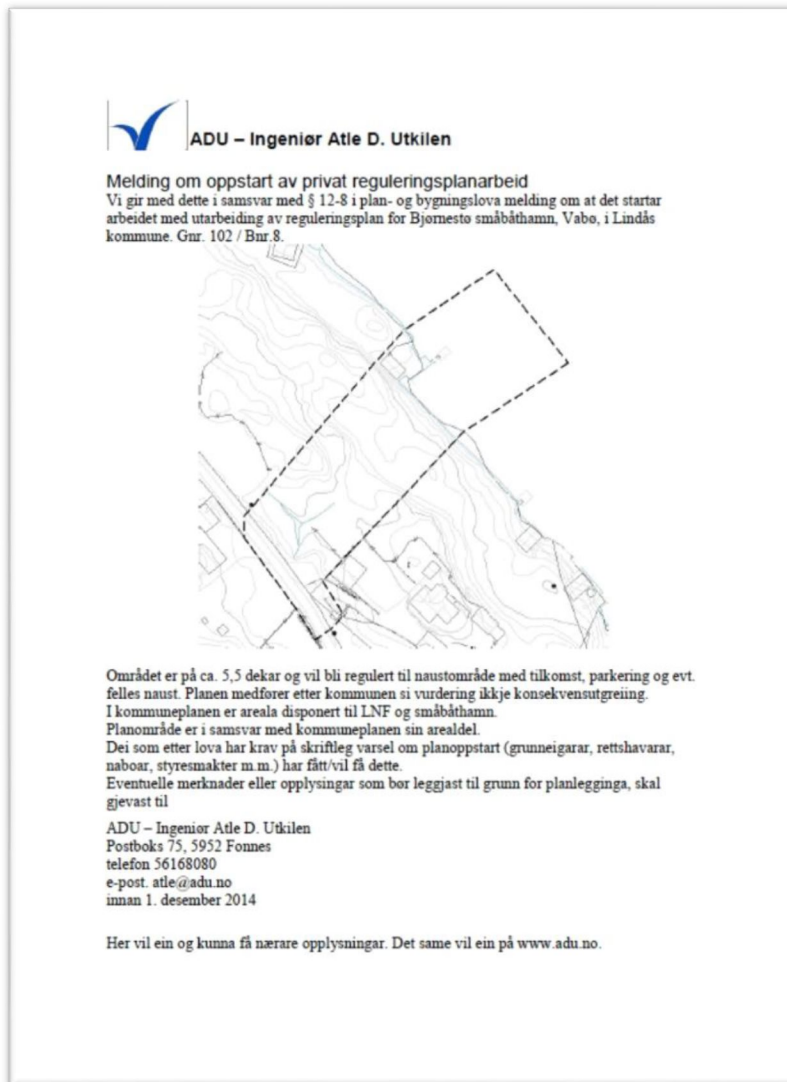 ADU – Ingeniør Atle D. Utkilen
Melding om oppstart av privat reguleringsplanarbeid
Vi gir med dette i samsvar med § 12-8 i plan- og bygningslova melding om at det startar
arbeidet med utarbeiding av reguleringsplan for Bjørnestø småbåthamn, Vabø, i Lindås
kommune. Gnr. 102 / Bnr.8.
Området er på ca. 5,5 dekar og vil bli regulert til naustområde med tilkomst, parkering og evt.
felles naust. Planen medfører etter kommunen si vurdering ikkje konsekvensutgreiing.
I kommuneplanen er areala disponert til LNF og småbåthamn.
Planområde er i samsvar med kommuneplanen sin arealdel.
Dei som etter lova har krav på skriftleg varsel om planoppstart (grunneigarar, rettshavarar,
naboar, styresmakter m.m.) har fått/vil få dette.
Eventuelle merknader eller opplysingar som bør leggjast til grunn for planlegginga, skal
gjevast til
ADU – Ingeniør Atle D. Utkilen
Postboks 75, 5952 Fonnes
telefon 56168080
e-post. atle@adu.no
innan 1. desember 2014
Her vil ein og kunna få nærare opplysningar. Det same vil ein på www.adu.no.